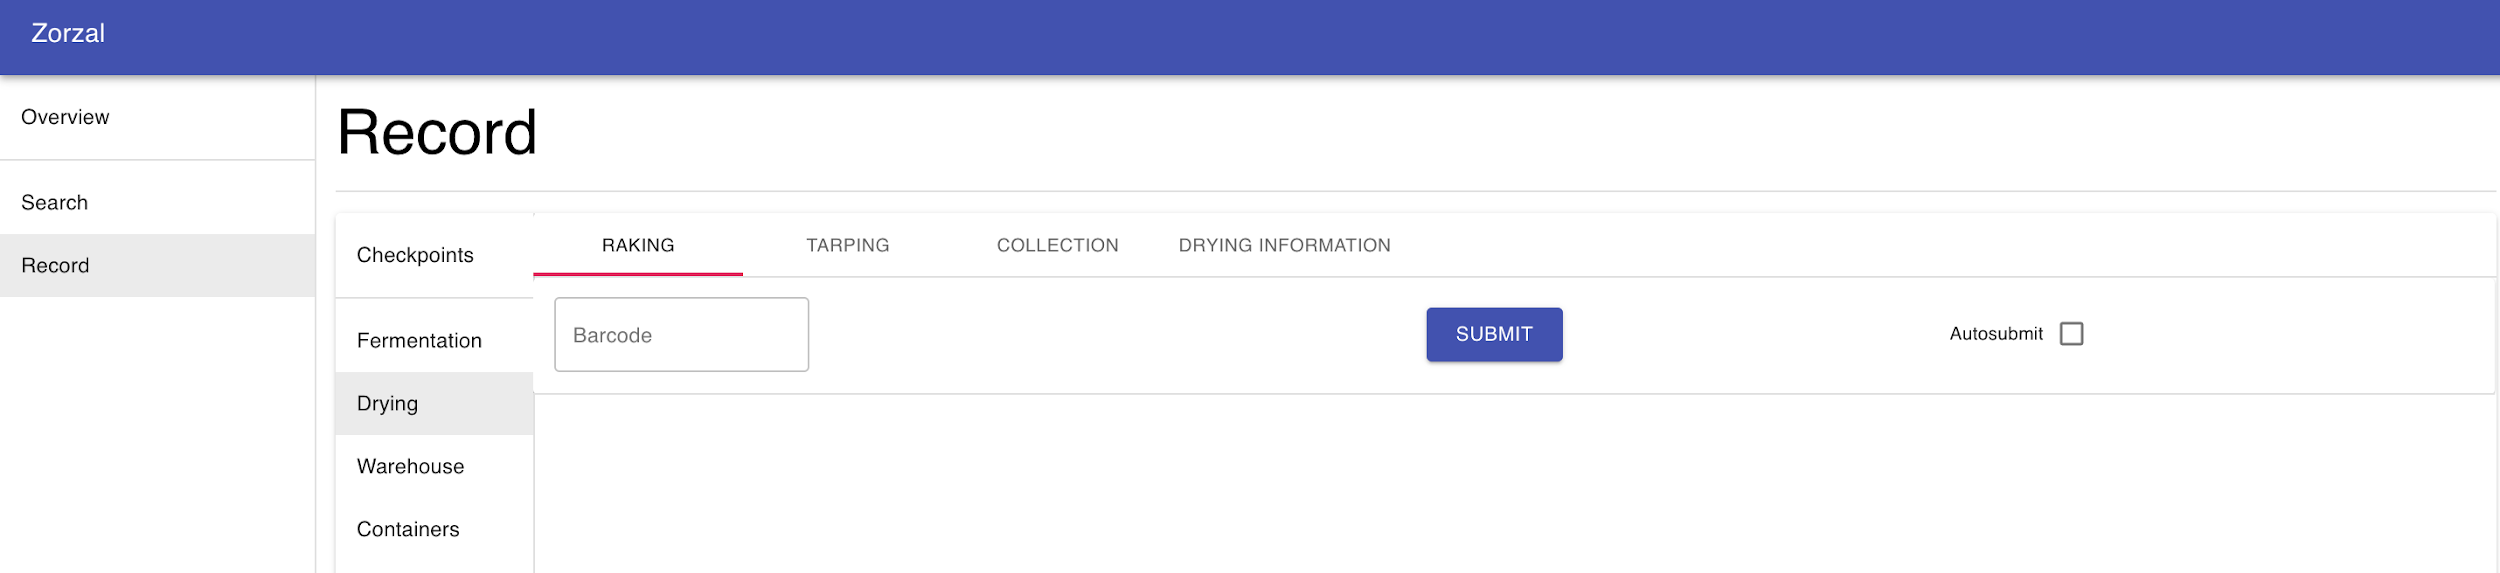 Zorzal
Overview
Search
Record
Record
Checkpoints
Fermentation
Drying
Warehouse
Containers
RAKING
TARPING
COLLECTION
DRYING INFORMATION
Barcode
SUBMIT
Autosubmit